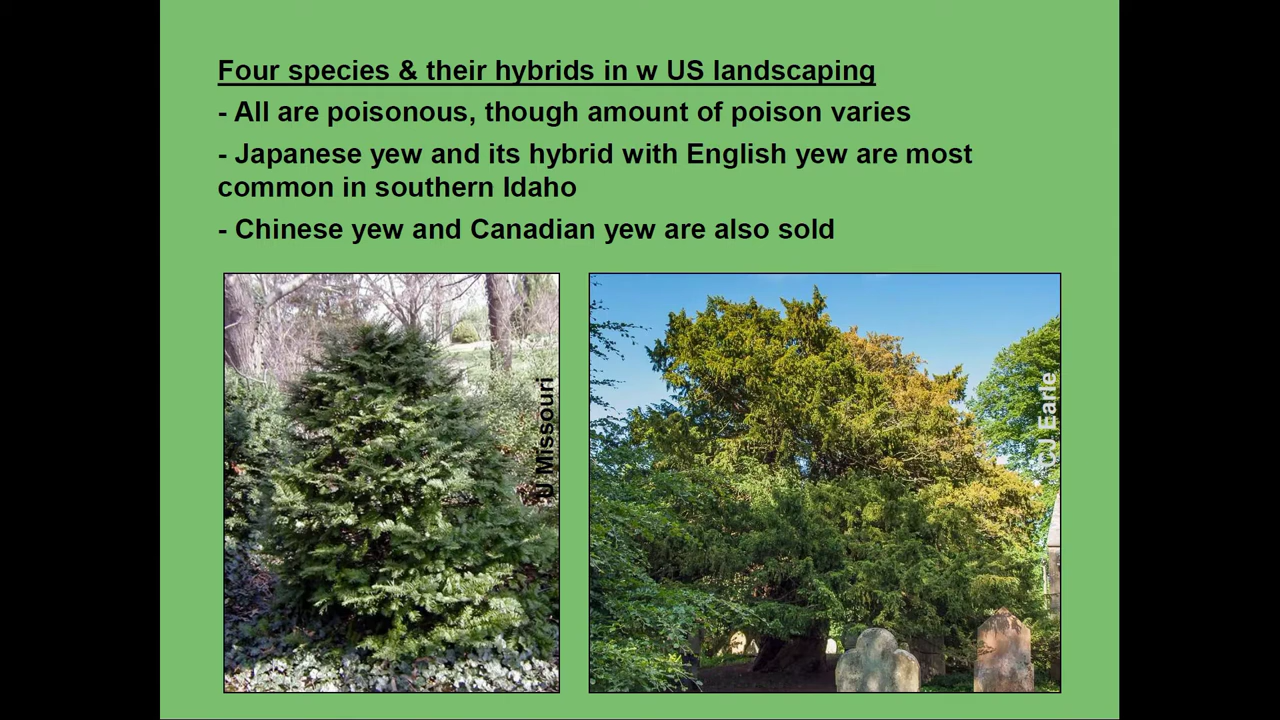 Four species & their hybrids in w US landscaping
- All are poisonous, though amount of poison varies
- Japanese yew and its hybrid with English yew are most
common in southern Idaho
- Chinese yew and Canadian yew are also sold
U Missouri
CJ Earle